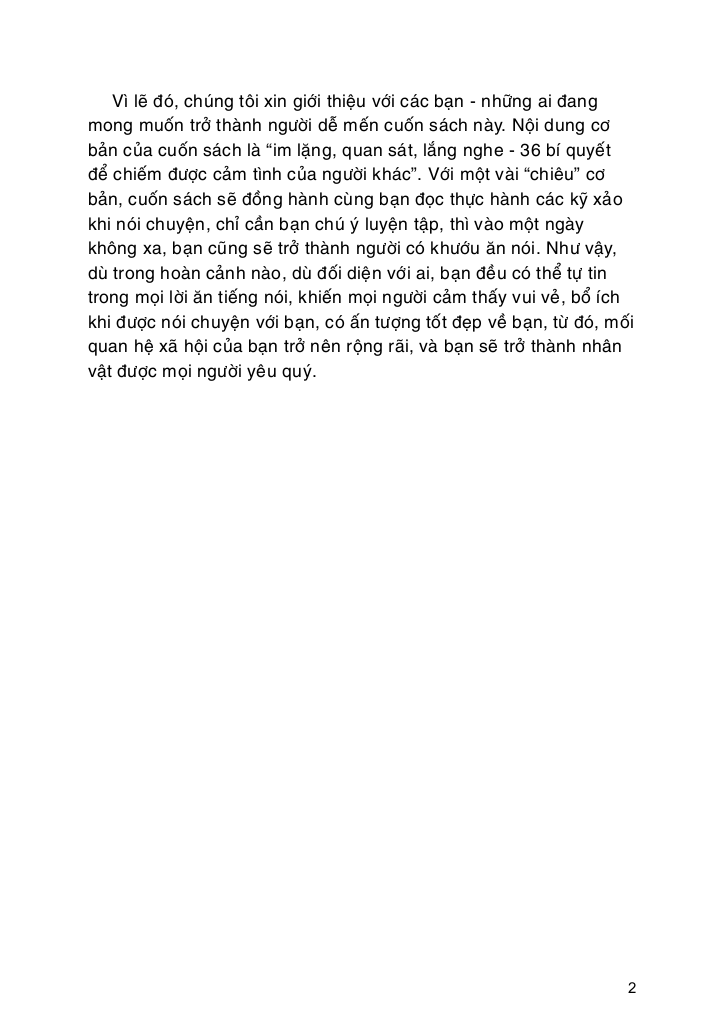 Vì lẽ đó, chúng tôi xin giới thiệu với các bạn - những ai đang
mong muốn trở thành người dễ mến cuốn sách này. Nội dung cơ
bản của cuốn sách là “im lặng, quan sát, lắng nghe - 36 bí quyết
để chiếm được cảm tình của người khác”. Với một vài “chiêu” cơ
bản, cuốn sách sẽ đồng hành cùng bạn đọc thực hành các kỹ xảo
khi nói chuyện, chỉ cần bạn chú ý luyện tập, thì vào một ngày
không xa, bạn cũng sẽ trở thành người có khướu ăn nói. Như vậy,
dù trong hoàn cảnh nào, dù đối diện với ai, bạn đều có thể tự tin
trong mọi lời ăn tiếng nói, khiến mọi người cảm thấy vui vẻ, bổ ích
khi được nói chuyện với bạn, có ấn tượng tốt đẹp về bạn, từ đó, mối
quan hệ xã hội của bạn trở nên rộng rãi, và bạn sẽ trở thành nhân
vật được mọi người yêu quý.
2